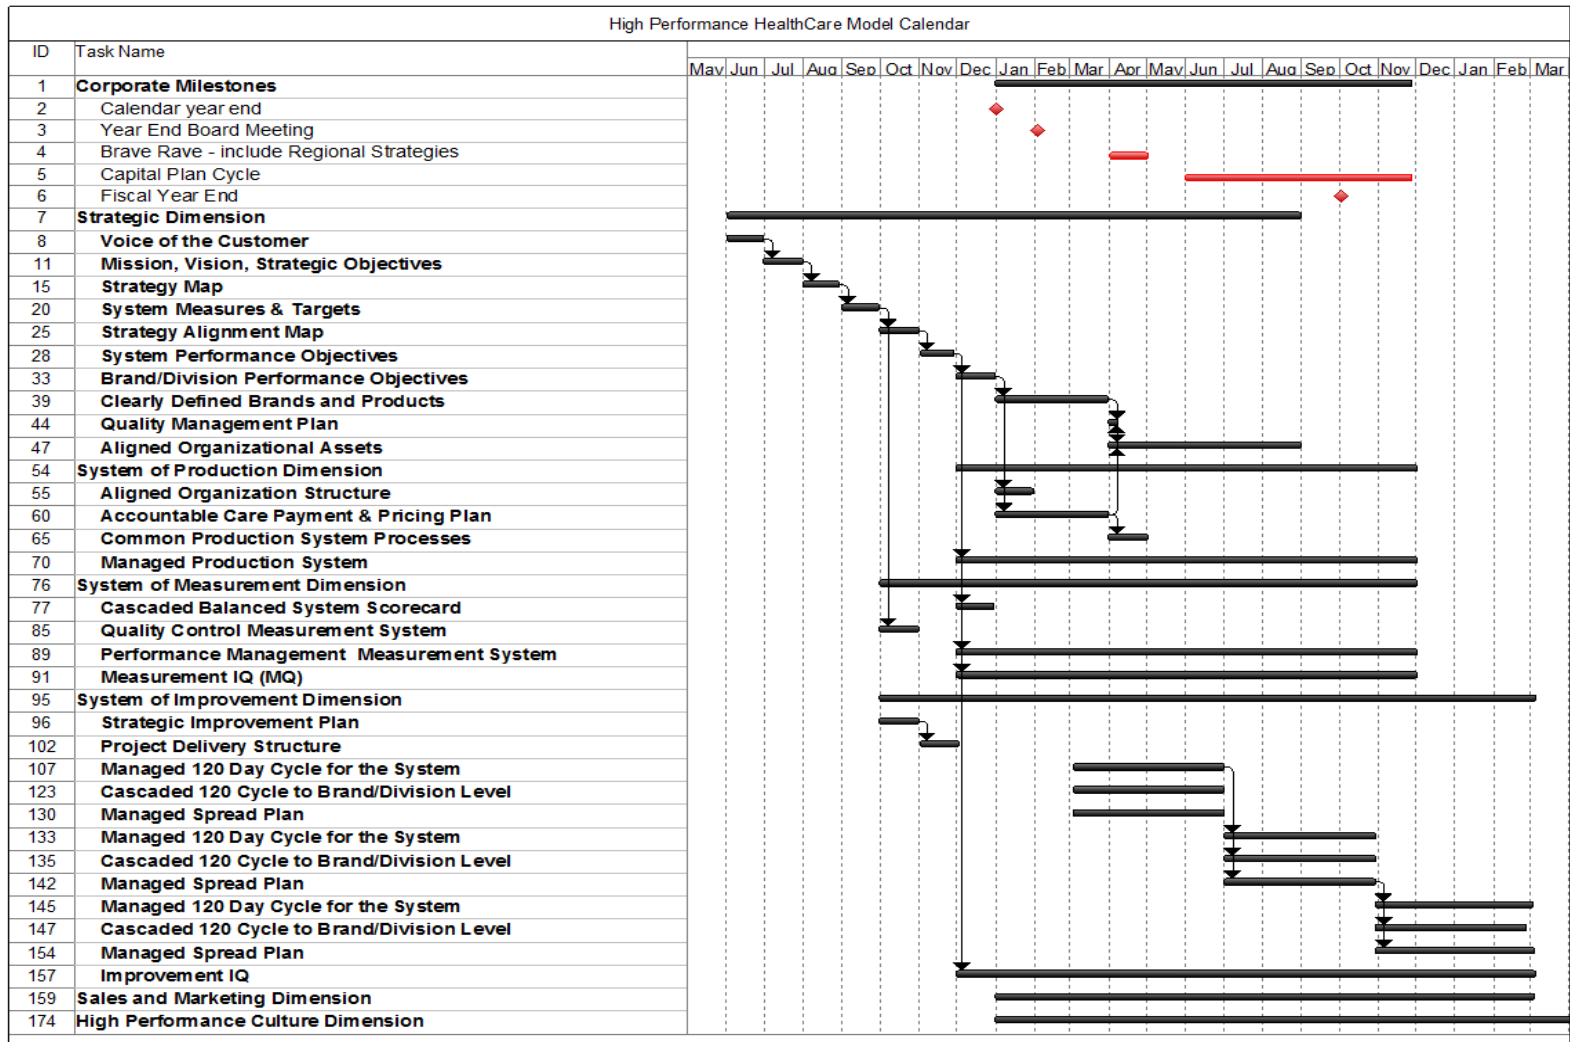 High Performance HealthCare Model Calendar
ID Task Name
May Jun Jul Aug Sep Oct Nov Dec Jan Feb Mar Apr May Jun Jul Aug Sep Oct Nov Dec Jan Feb Mar
1 Corporate Milestones
2 Calendar year end
3 Year End Board Meeting
4 Brave Rave - include Regional Strategies
5 Capital Plan Cycle
6 Fiscal Year End
7 Strategic Dimension
8 Voice of the Customer
11 Mission, Vision, Strategic Objectives
15 Strategy Map
20 System Measures & Targets
25 Strategy Alignment Map
28 System Performance Objectives
33 Brand/Division Performance Objectives
39 Clearly Defined Brands and Products
44 Quality Management Plan
47 Aligned Organizational Assets
54 System of Production Dimension
55 Aligned Organization Structure
60 Accountable Care Payment & Pricing Plan
65 Common Production System Processes
70 Managed Production System
76 System of Measurement Dimension
77 Cascaded Balanced System Scorecard
85 Quality Control Measurement System
89 Performance Management Measurement System
91 Measurement IQ (MQ)
95 System of Improvement Dimension
96 Strategic Improvement Plan
102 Project Delivery Structure
107 Managed 120 Day Cycle for the System
123 Cascaded 120 Cycle to Brand/Division Level
130 Managed Spread Plan
133 Managed 120 Day Cycle for the System
135 Cascaded 120 Cycle to Brand/Division Level
142 Managed Spread Plan
145 Managed 120 Day Cycle for the System
147 Cascaded 120 Cycle to Brand/Division Level
154 Managed Spread Plan
157 Improvement IQ
159 Sales and Marketing Dimension
174 High Performance Culture Dimension